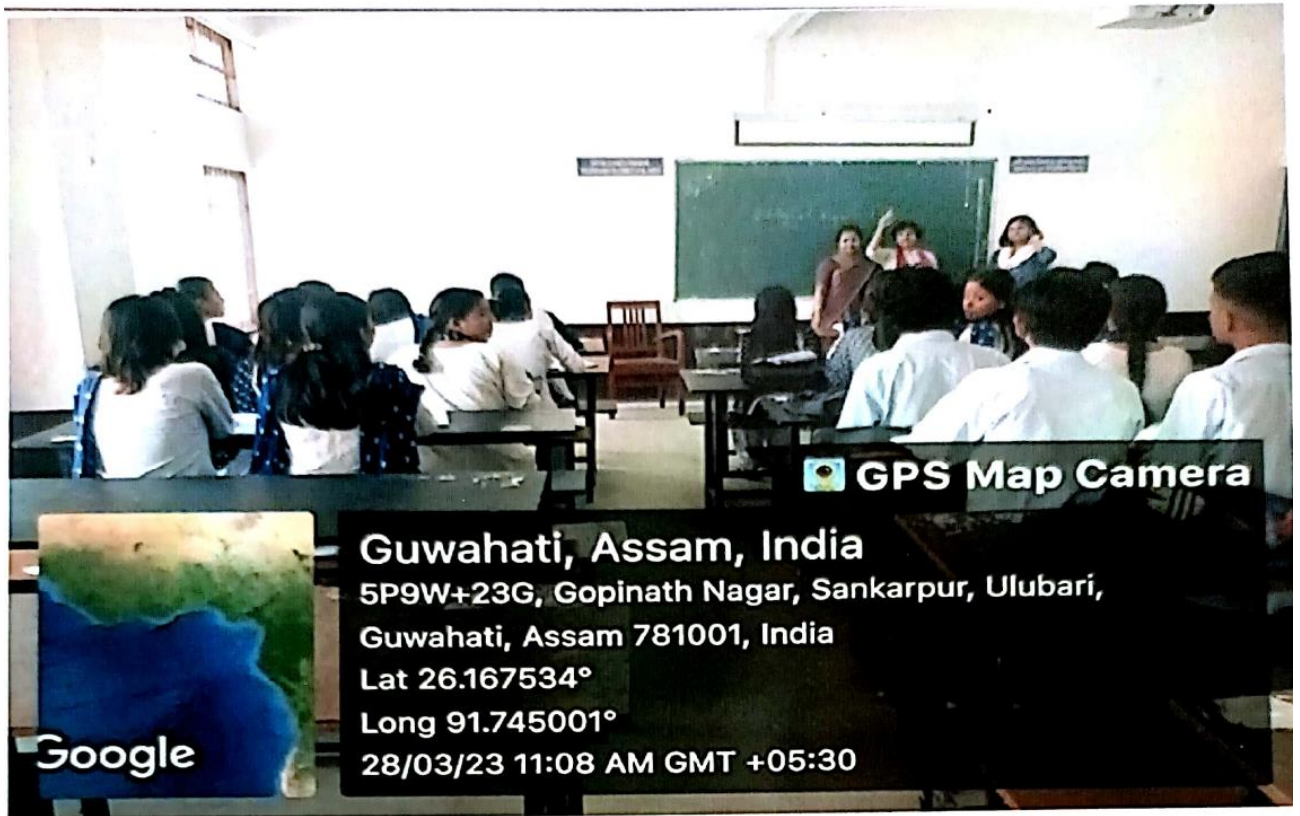 GPS Map Camera
Guwahati, Assam, India
5P9W+23G, Gopinath Nagar, Sankarpur, Ulubari,
Guwahati, Assam 781001, India
Lat 26.167534°
Long 91.745001°
28/03/23 11:08 AM GMT +05:30
Google